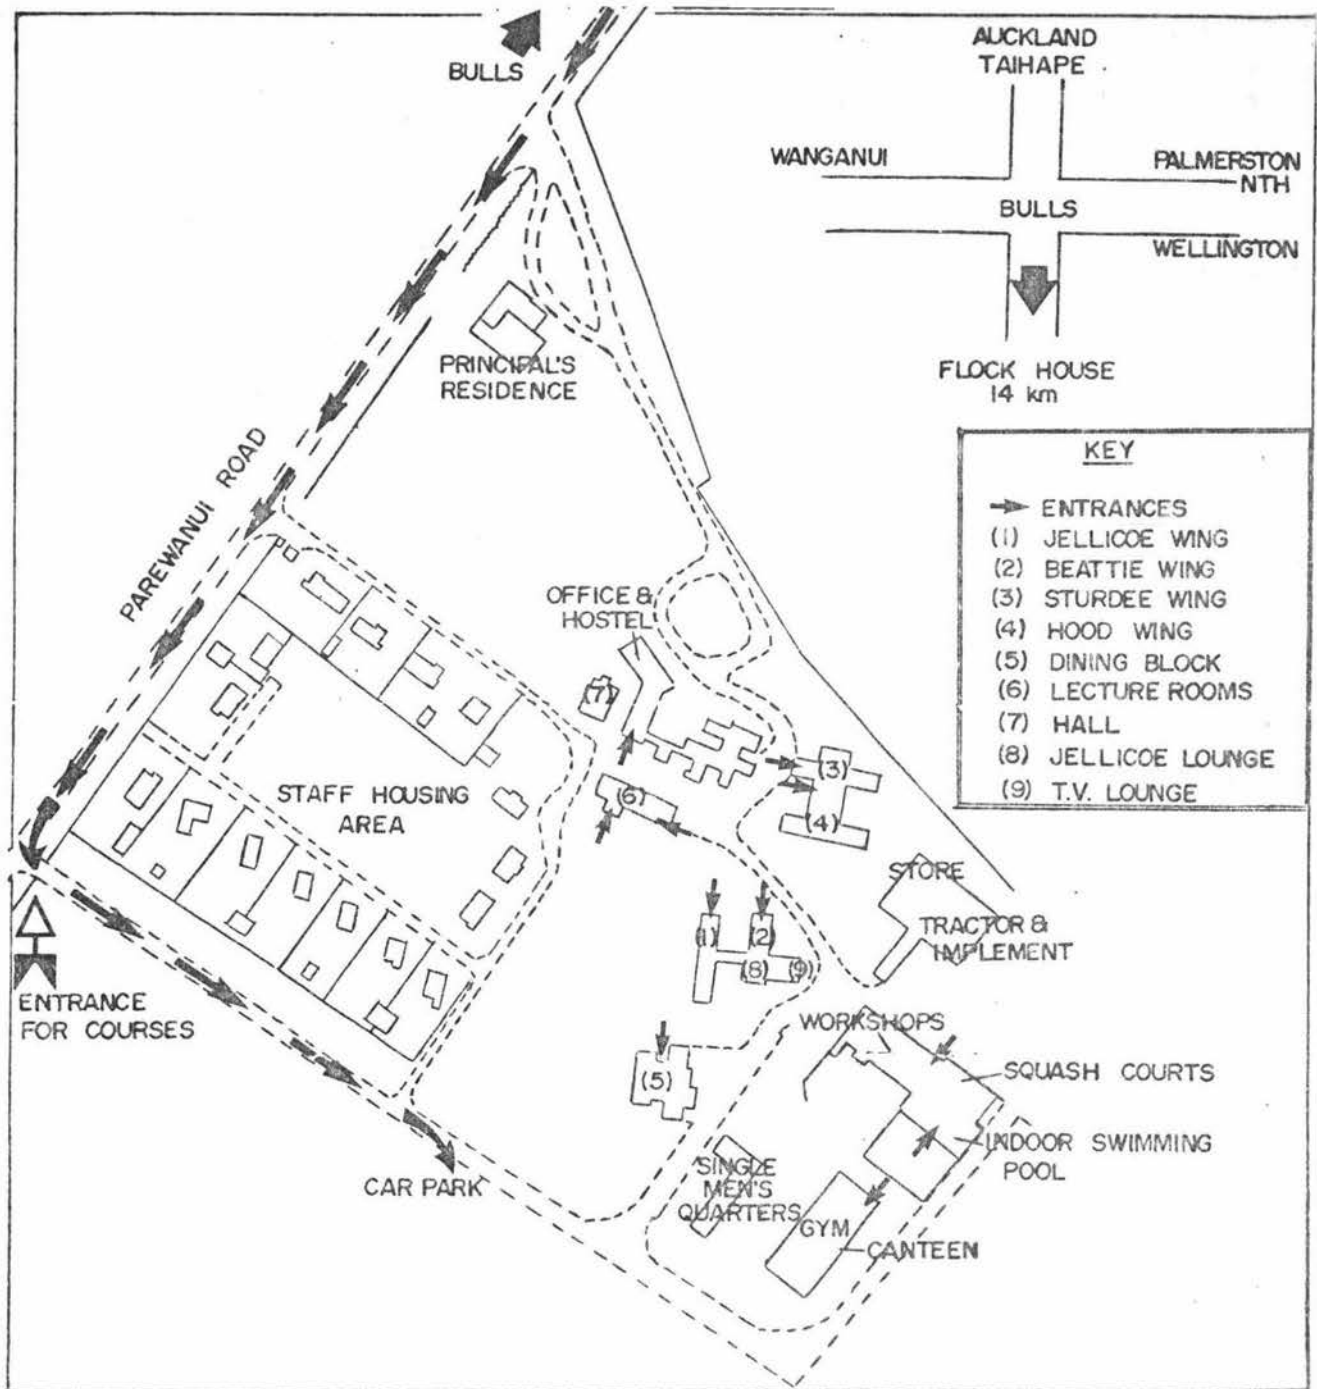 BULLS
AUCKLAND
TAIHAPE
WANGANUI
PALMERSTON
NTH
BULLS
WELLINGTON
FLOCK HOUSE
14 km
PRINCIPAL'S
RESIDENCE
PAREWANUI ROAD
KEY
ENTRANCES
(1) JELLICOE WING
(2) BEATTIE WING
(3) STURDEE WING
(4) HOOD WING
(5) DINING BLOCK
(6) LECTURE ROOMS
(7) HALL
(8) JELLICOE LOUNGE
(9) T.V. LOUNGE
OFFICE &
HOSTEL
(7)
(3)
(6)
(4)
STAFF HOUSING
AREA
STORE
TRACTOR &
IMPLEMENT
(1)
(2)
(8)
(9)
ENTRANCE
FOR COURSES
WORKSHOPS
SQUASH COURTS
(5)
INDOOR SWIMMING
POOL
CAR PARK
SINGLE
MEN'S
QUARTERS
GYM
CANTEEN